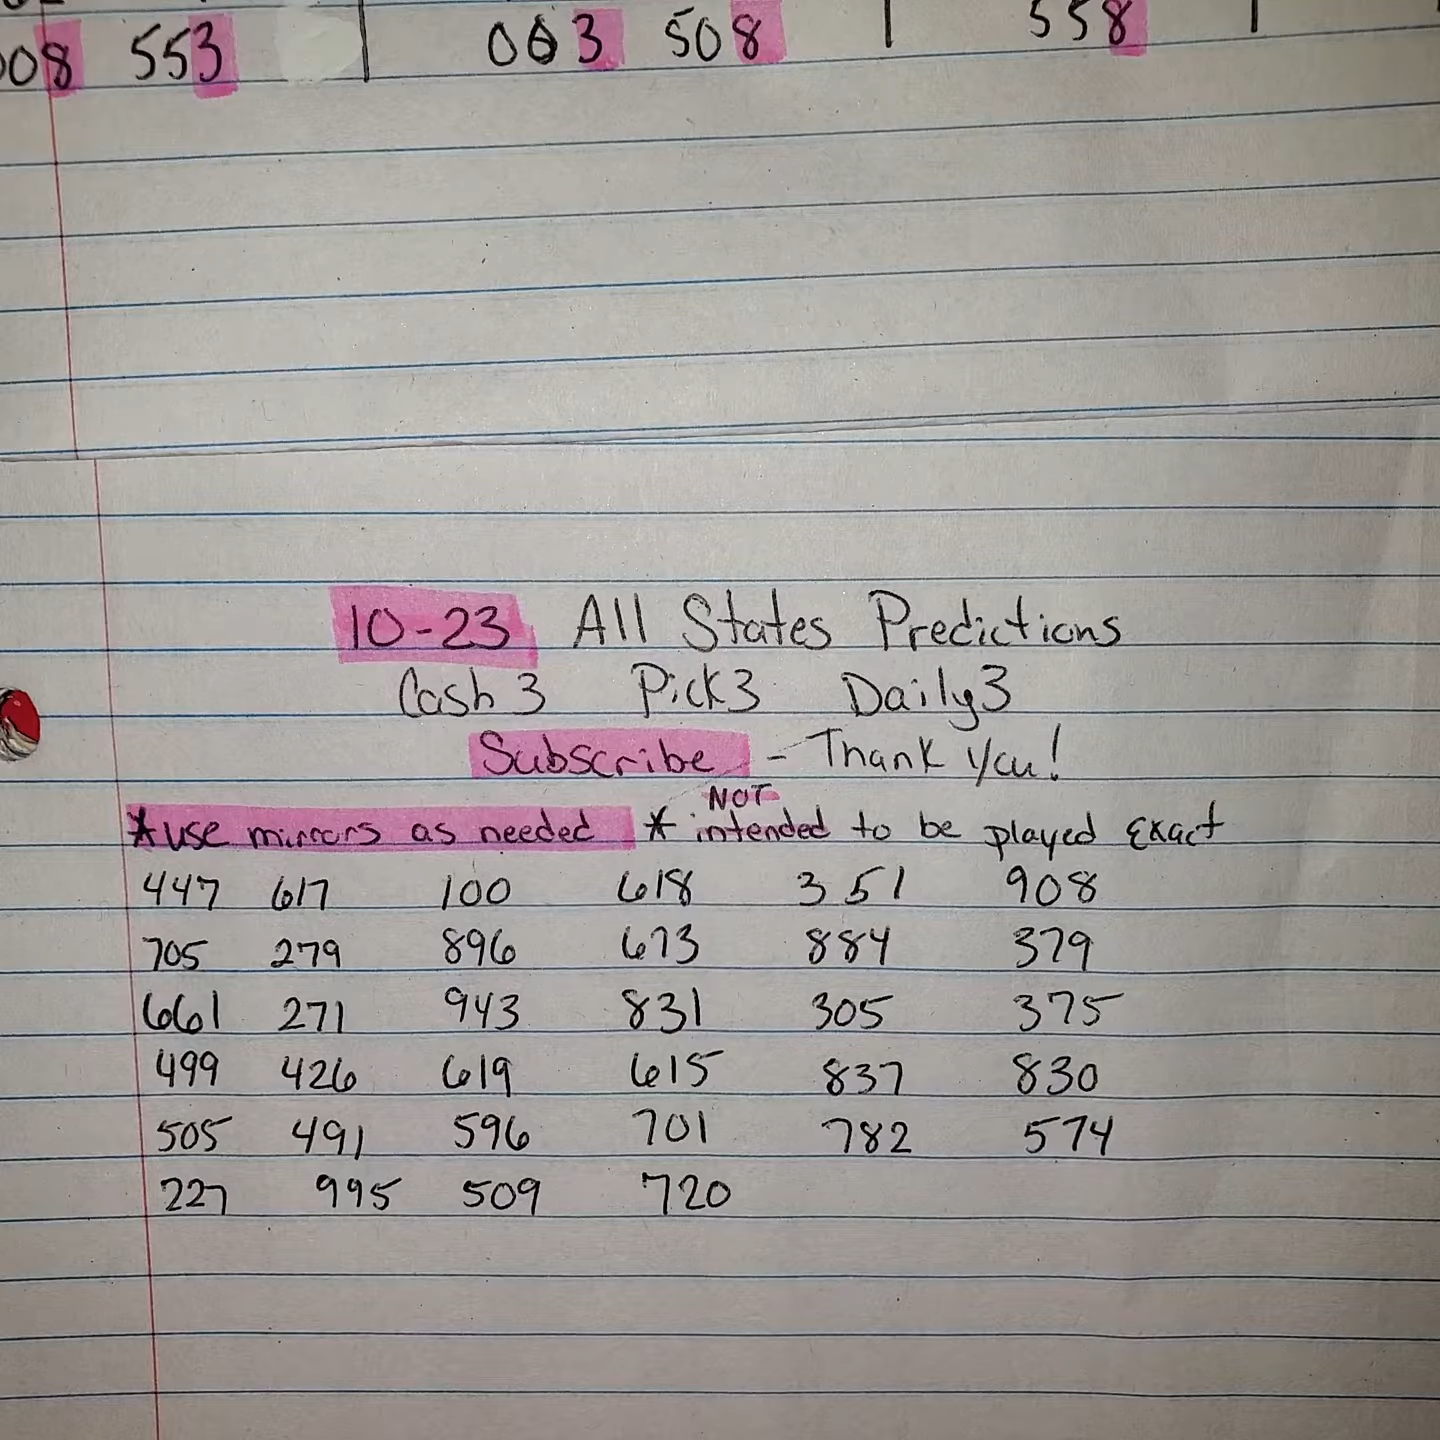 08 553 003 508 558
10-23 All States Predictions
Cash 3 Pick3 Daily3
Subscribe - Thank you!
NOT
*use mirrors as needed * intended to be played Exact
447 617 100 618 351 908
705 279 896 673 884 379
661 271 943 831 305 375
499 426 619 615 837 830
505 491 596 701 782 574
227 995 509 720